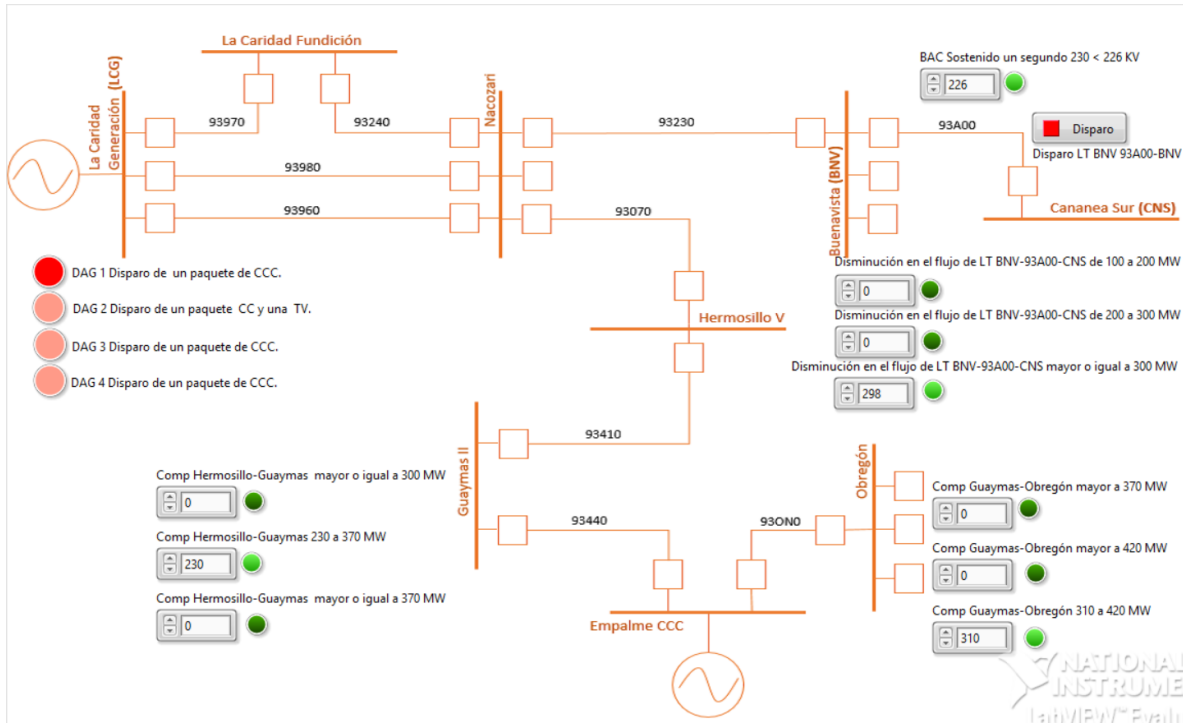 La Caridad Fundición
La Caridad
Generación (LCG)
93970
93240
Nacozari
93230
Buenavista (BNV)
BAC Sostenido un segundo 230 < 226 KV
226
93A00
Disparo
Disparo LT BNV 93A00-BNV
Cananea Sur (CNS)
93980
93960
93070
DAG 1 Disparo de un paquete de CCC.
DAG 2 Disparo de un paquete CC y una TV.
DAG 3 Disparo de un paquete de CCC.
DAG 4 Disparo de un paquete de CCC.
Disminución en el flujo de LT BNV-93A00-CNS de 100 a 200 MW
0
Disminución en el flujo de LT BNV-93A00-CNS de 200 a 300 MW
0
Disminución en el flujo de LT BNV-93A00-CNS mayor o igual a 300 MW
298
Hermosillo V
93410
Guaymas II
93440
Comp Hermosillo-Guaymas mayor o igual a 300 MW
0
Comp Hermosillo-Guaymas 230 a 370 MW
230
Comp Hermosillo-Guaymas mayor o igual a 370 MW
0
93ON0
Obregón
Empalme CCC
Comp Guaymas-Obregón mayor a 370 MW
0
Comp Guaymas-Obregón mayor a 420 MW
0
Comp Guaymas-Obregón 310 a 420 MW
310
NATIONAL
INSTRUME
LabVIEW™ Evalu